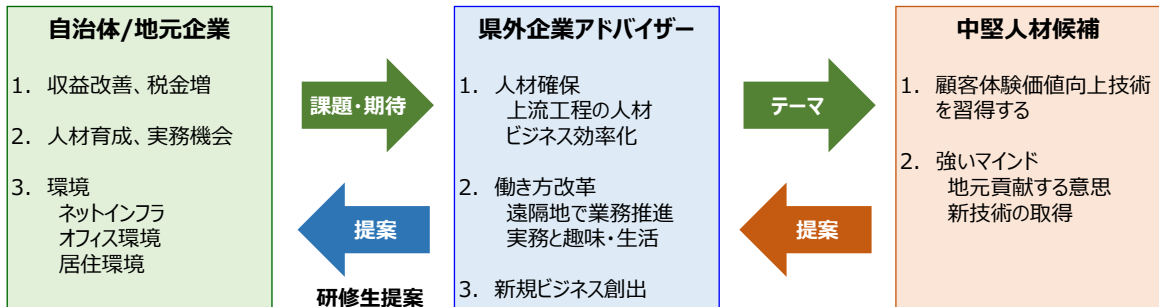 自治体/地元企業
1. 収益改善、税金増
2. 人材育成、実務機会
3. 環境
ネットインフラ
オフィス環境
居住環境
課題・期待
提案
研修生提案
県外企業アドバイザー
1. 人材確保
上流工程の人材
ビジネス効率化
2. 働き方改革
遠隔地で業務推進
実務と趣味・生活
3. 新規ビジネス創出
テーマ
提案
中堅人材候補
1. 顧客体験価値向上技術
を習得する
2. 強いマインド
地元貢献する意思
新技術の取得